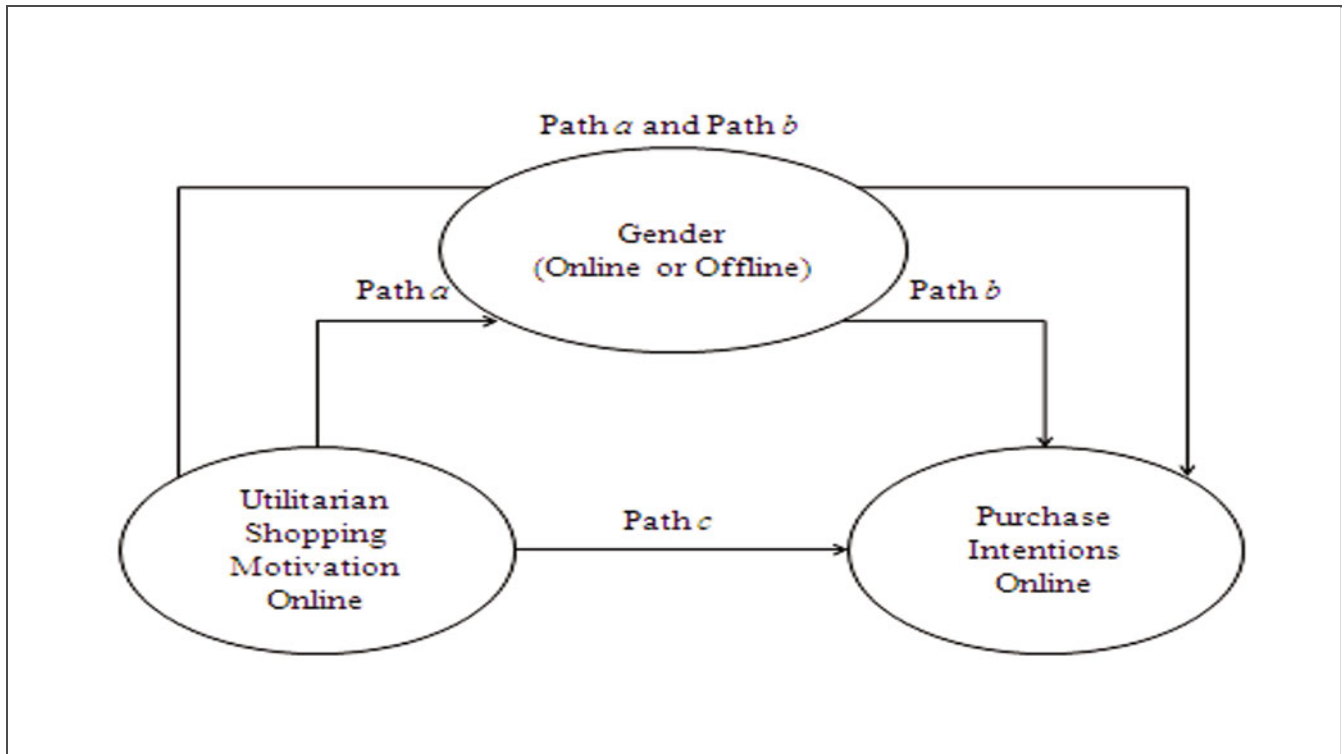 Path a and Path b
Gender
(Online or Offline)
Path a
Path b
Utilitarian
Shopping
Motivation
Online
Path c
Purchase
Intentions
Online